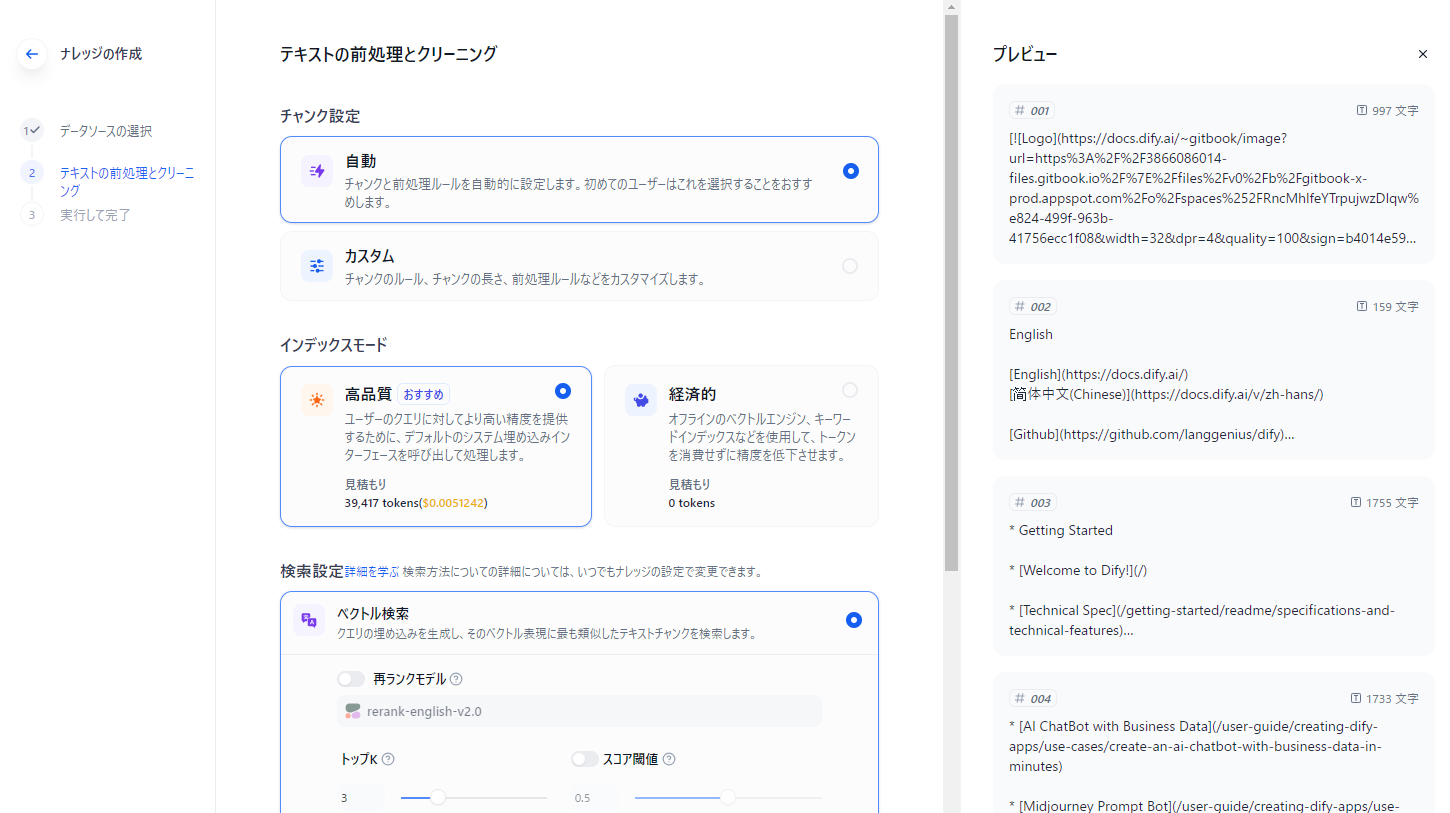 ナレッジの作成
1
データソースの選択
2
テキストの前処理とクリーニ
ング
3
実行して完了
テキストの前処理とクリーニング
チャンク設定
自動
チャンクと前処理ルールを自動的に設定します。初めてのユーザーはこれを選択することをおすす
めします。
カスタム
チャンクのルール、チャンクの長さ、前処理ルールなどをカスタマイズします。
インデックスモード
高品質 おすすめ
ユーザーのクエリに対してより高い精度を提供
するために、デフォルトのシステム埋め込みイン
ターフェースを呼び出して処理します。
見積もり
39,417 tokens($0.0051242)
経済的
オフラインのベクトルエンジン、キーワー
ドインデックスなどを使用して、トークン
を消費せずに精度を低下させます。
見積もり
0 tokens
検索設定詳細を学ぶ 検索方法についての詳細については、いつでもナレッジの設定で変更できます。
ベクトル検索
クエリの埋め込みを生成し、そのベクトル表現に最も類似したテキストチャンクを検索します。
再ランクモデル
rerank-english-v2.0
トップK
スコア閾値
3
0.5
プレビュー
# 001 997 文字
[![Logo](https://docs.dify.ai/~gitbook/image?
url=https%3A%2F%2F3866086014-
files.gitbook.io%2F%7E%2Ffiles%2Fv0%2Fb%2Fgitbook-x-
prod.appspot.com%2Fo%2Fspaces%252FRncMhlfeYTrpujwzDIqw%
e824-499f-963b-
41756ecc1f08&width=32&dpr=4&quality=100&sign=b4014e59...
# 002 159 文字
English
[English](https://docs.dify.ai/)
[简体中文(Chinese)](https://docs.dify.ai/v/zh-hans/)
[Github](https://github.com/langgenius/dify)...
# 003 1755 文字
* Getting Started
* [Welcome to Dify!](/)
* [Technical Spec](/getting-started/readme/specifications-and-
technical-features)...
# 004 1733 文字
* [AI ChatBot with Business Data](/user-guide/creating-dify-
apps/use-cases/create-an-ai-chatbot-with-business-data-in-
minutes)
* [Midjourney Prompt Bot](/user-guide/creating-dify-apps/use-